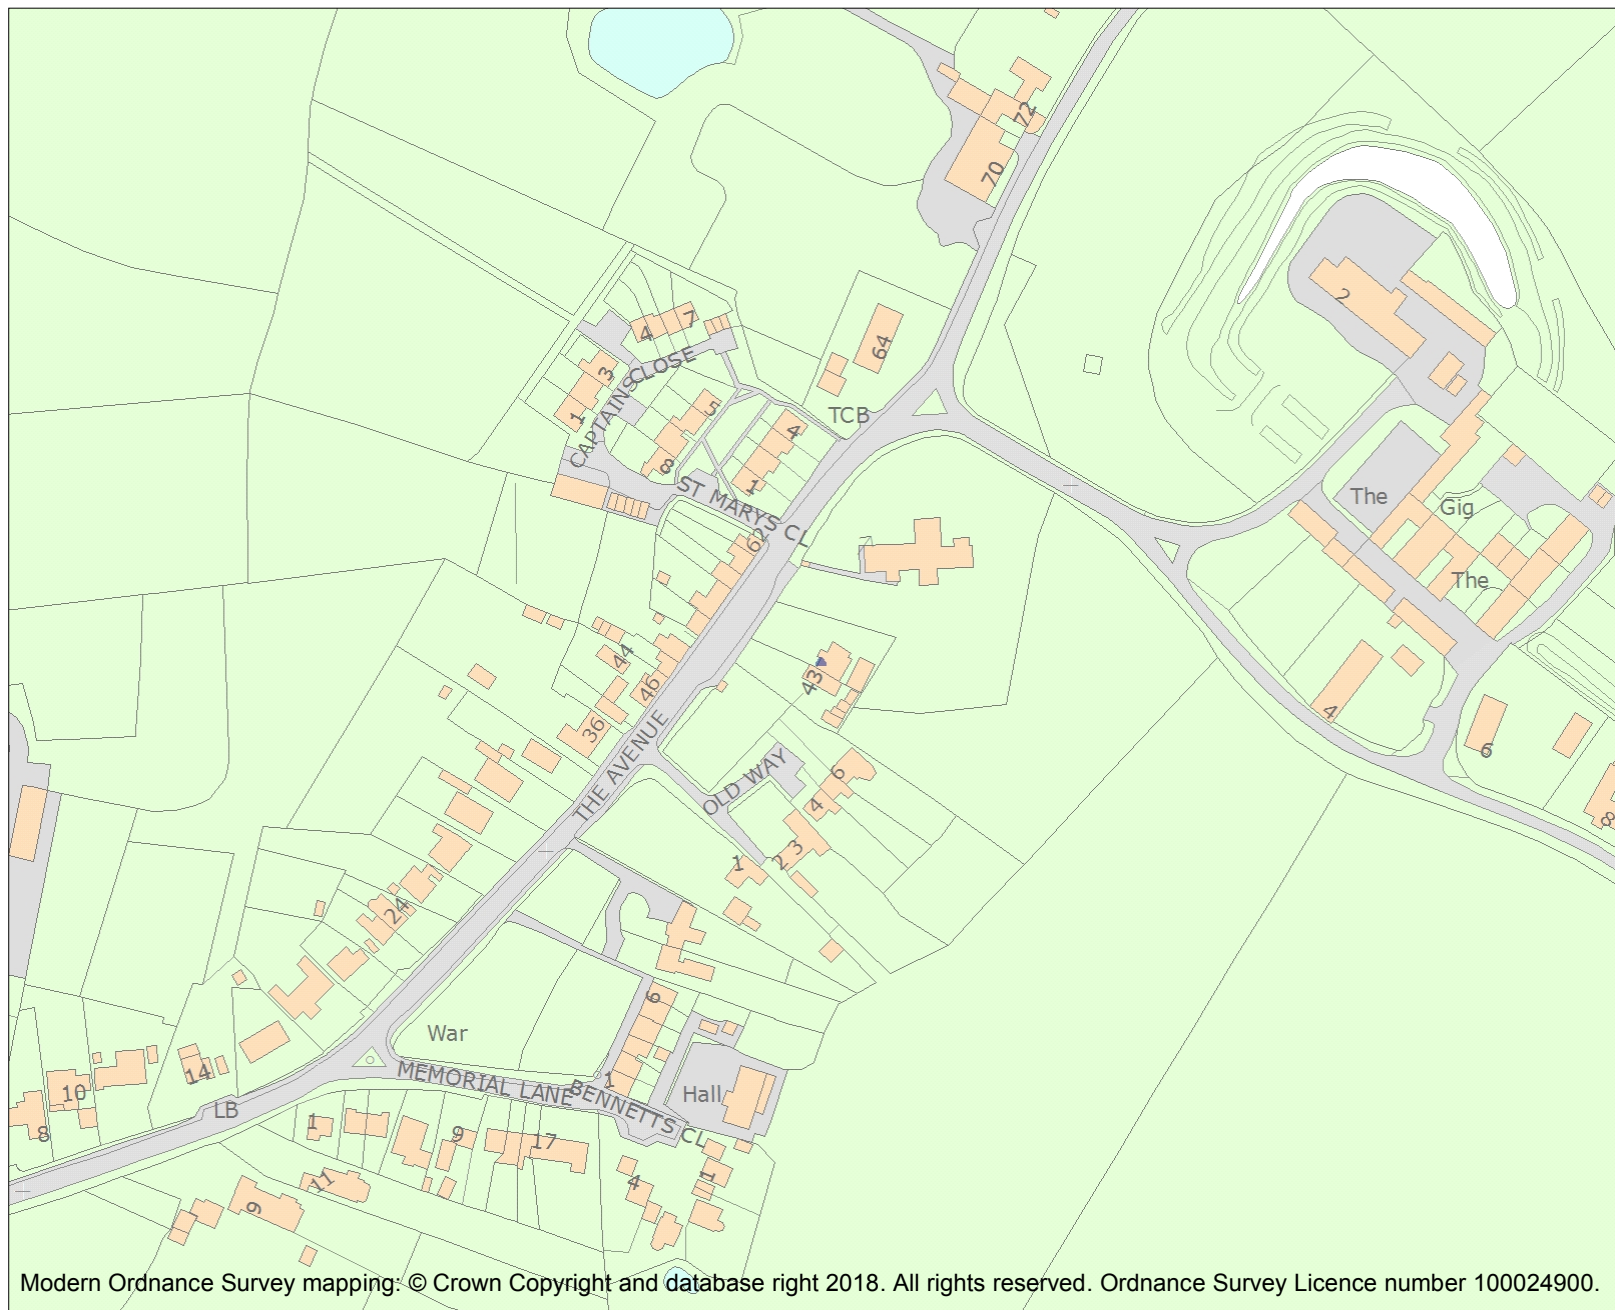 72
70
2
4
7
64
CLOSE
3
CAPTAINS
1
5
TCB
4
8
1
ST MARYS CL
62
The
Gig
The
44
46
43
36
4
6
8
THE AVENUE
OLD WAY
6
4
3
2
1
24
6
War
MEMORIAL LANE
1
BENNETTS CL
Hall
14
10
8
LB
1
9
17
4
1
11
9
Modern Ordnance Survey mapping: © Crown Copyright and database right 2018. All rights reserved. Ordnance Survey Licence number 100024900.